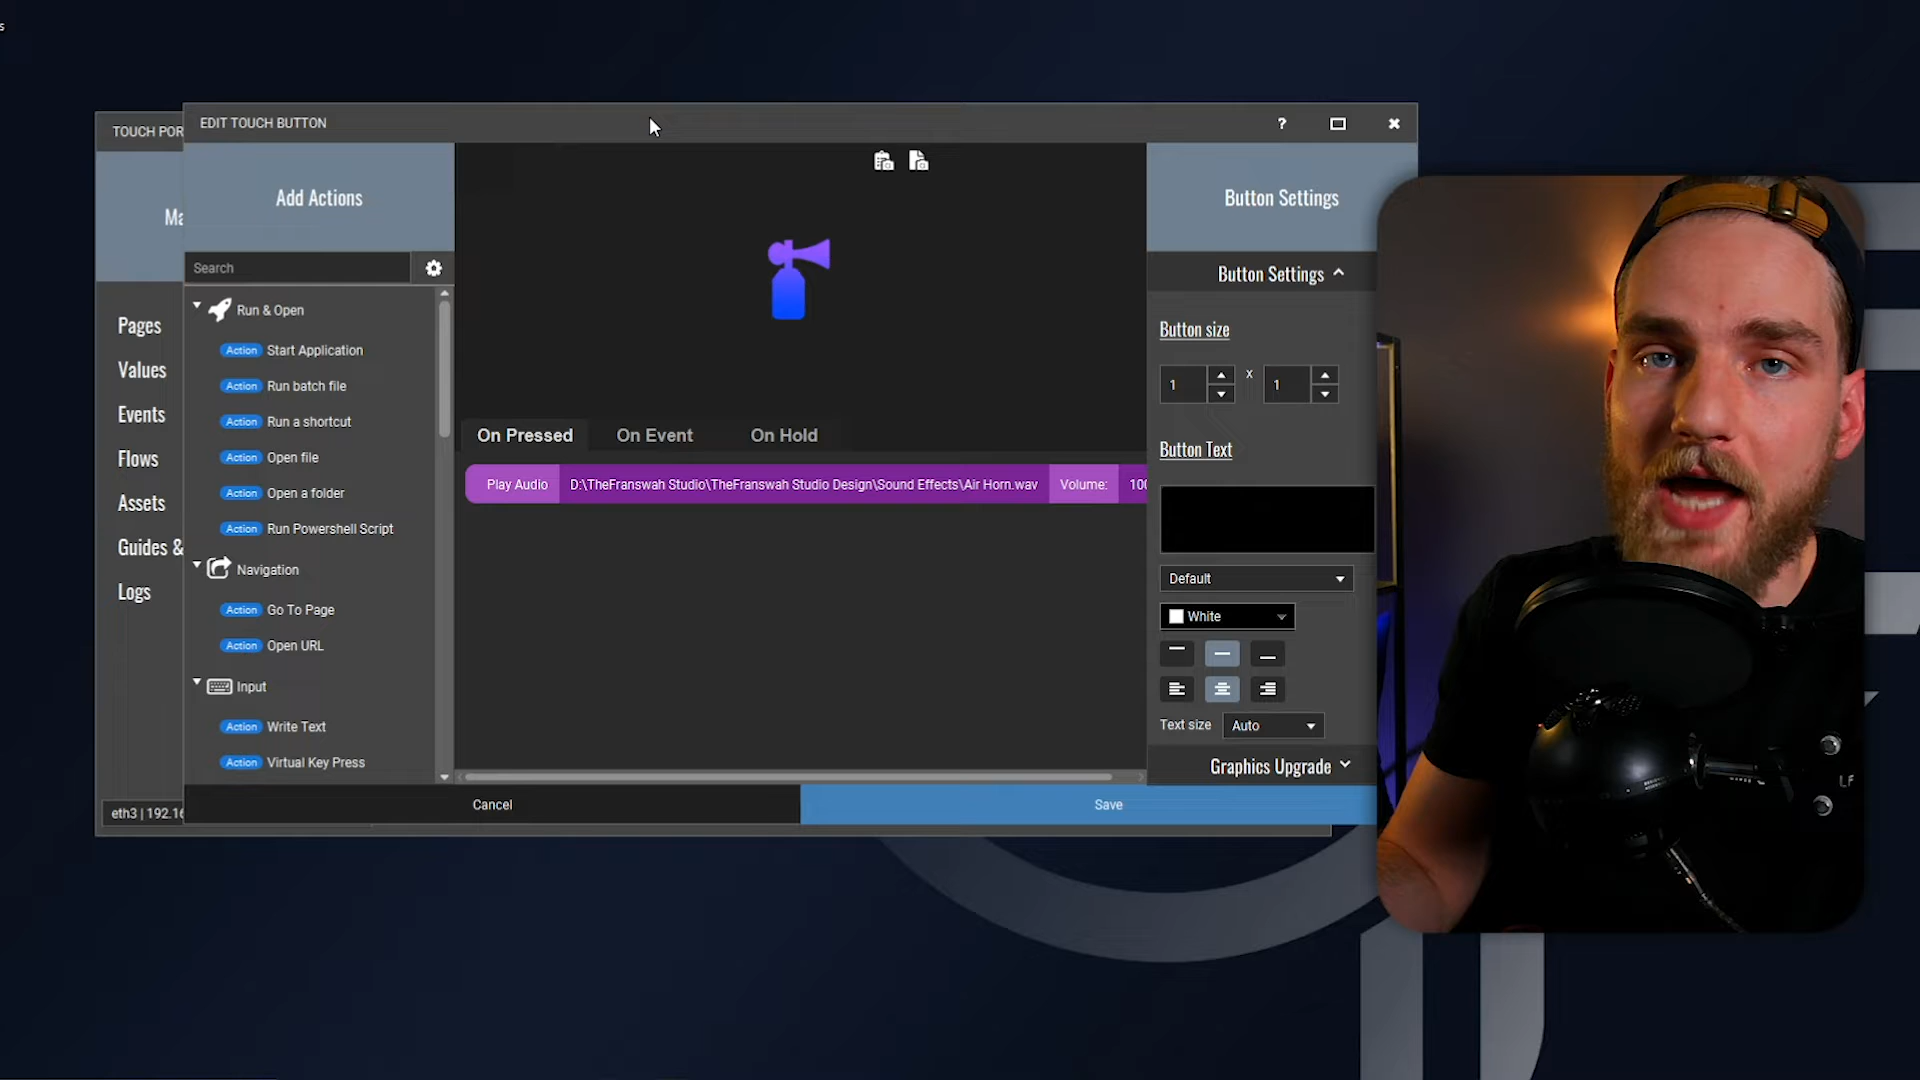 s
TOUCH POR
EDIT TOUCH BUTTON
?
Ma
Add Actions
Button Settings
Search
Button Settings
Run & Open
Action Start Application
Action Run batch file
Action Run a shortcut
Action Open file
Action Open a folder
Action Run Powershell Script
Navigation
Action Go To Page
Action Open URL
Input
Action Write Text
Action Virtual Key Press
Pages
Values
Events
Flows
Assets
Guides &
Logs
eth3 | 192.16
On Pressed On Event On Hold
Play Audio D:\TheFranswah Studio\TheFranswah Studio Design\Sound Effects\Air Horn.wav Volume: 100
Button size
1 x 1
Button Text
Default
White
Text size Auto
Graphics Upgrade
Cancel
Save
LF